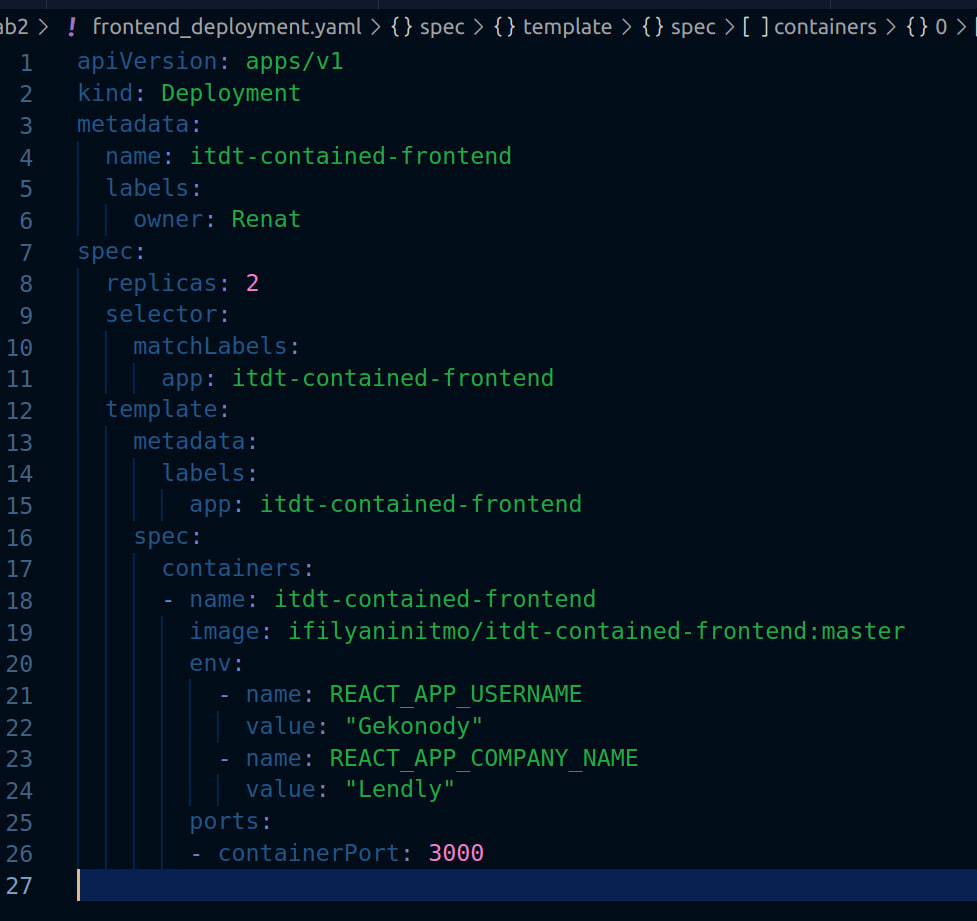 ab2 > ! frontend_deployment.yaml > {} spec > {} template > {} spec > [ ] containers > {} 0 >
1 apiVersion: apps/v1
2 kind: Deployment
3 metadata:
4   name: itdt-contained-frontend
5   labels:
6     owner: Renat
7 spec:
8   replicas: 2
9   selector:
10     matchLabels:
11       app: itdt-contained-frontend
12   template:
13     metadata:
14       labels:
15         app: itdt-contained-frontend
16     spec:
17       containers:
18       - name: itdt-contained-frontend
19         image: ifilyaninitmo/itdt-contained-frontend:master
20         env:
21           - name: REACT_APP_USERNAME
22             value: "Gekonody"
23           - name: REACT_APP_COMPANY_NAME
24             value: "Lendly"
25         ports:
26         - containerPort: 3000
27